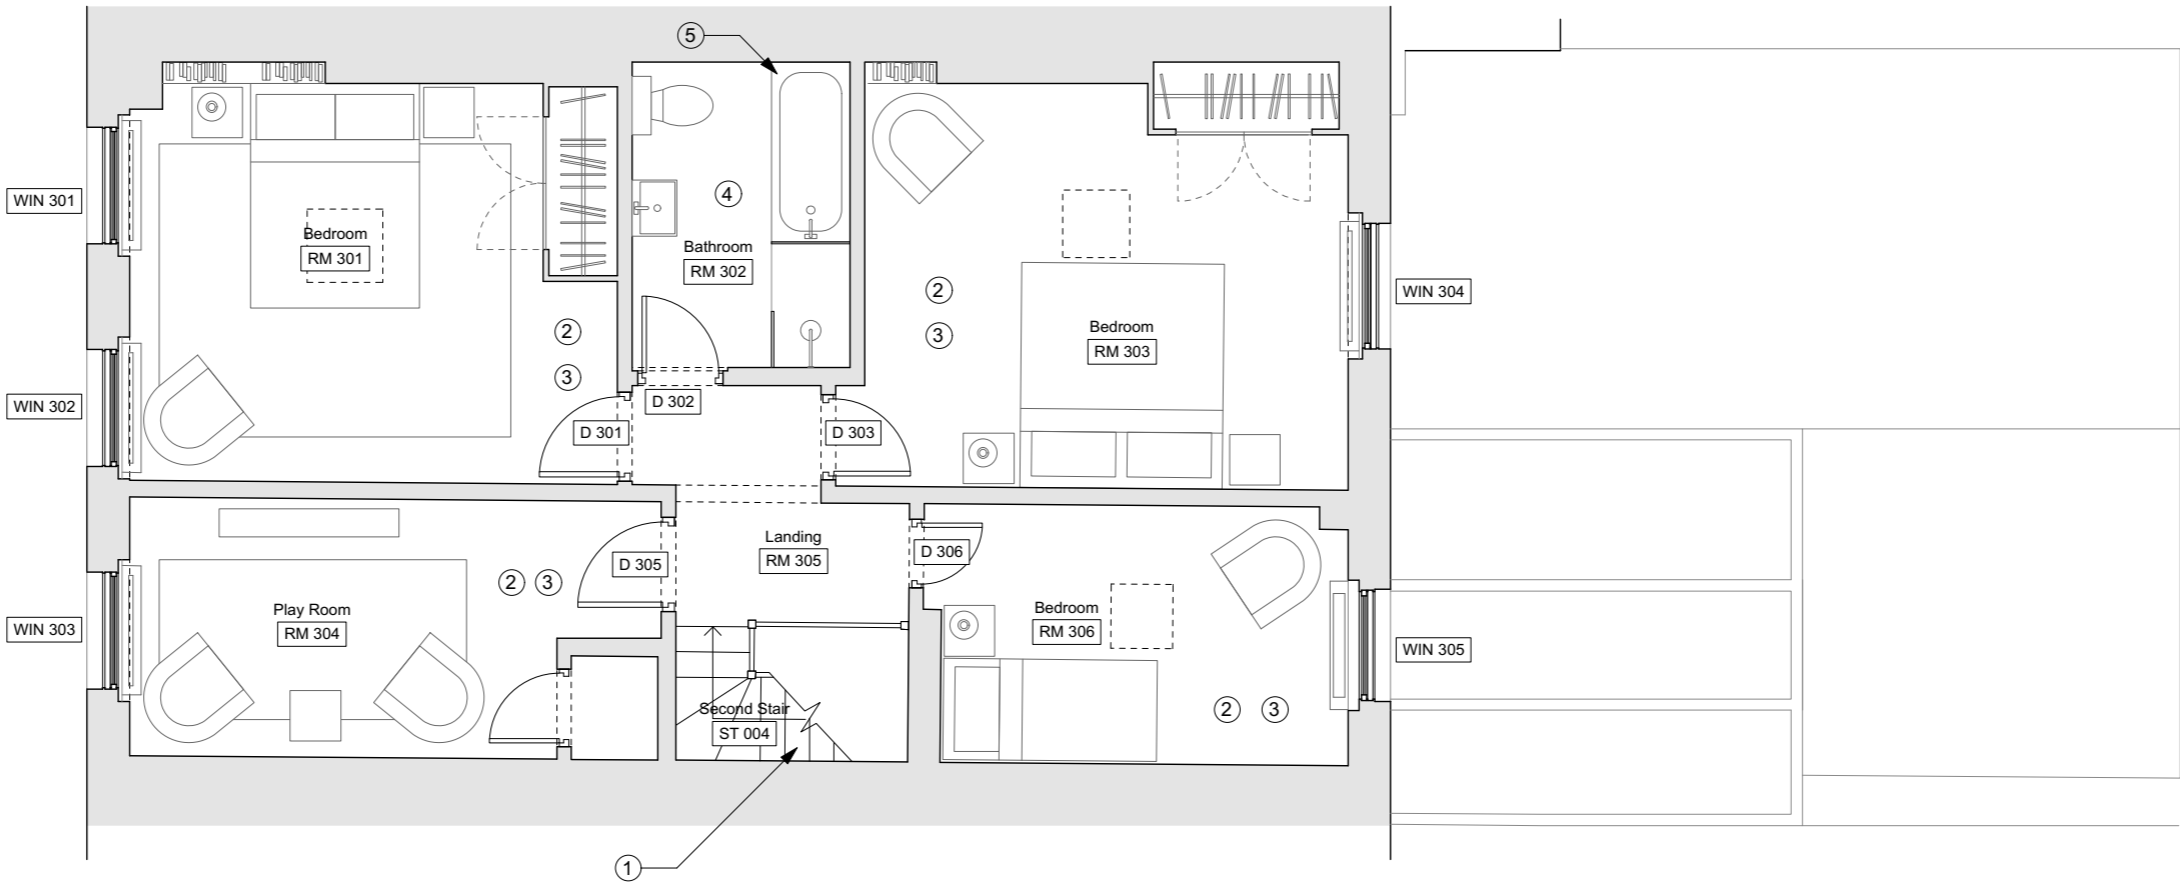 5
WIN 301
Bedroom
RM 301
4
Bathroom
RM 302
2
3
WIN 304
Bedroom
RM 303
2
3
WIN 302
D 302
D 301
D 303
Landing
RM 305
D 305
D 306
2
3
Play Room
RM 304
WIN 303
Bedroom
RM 306
WIN 305
Second Stair
ST 004
2
3
1